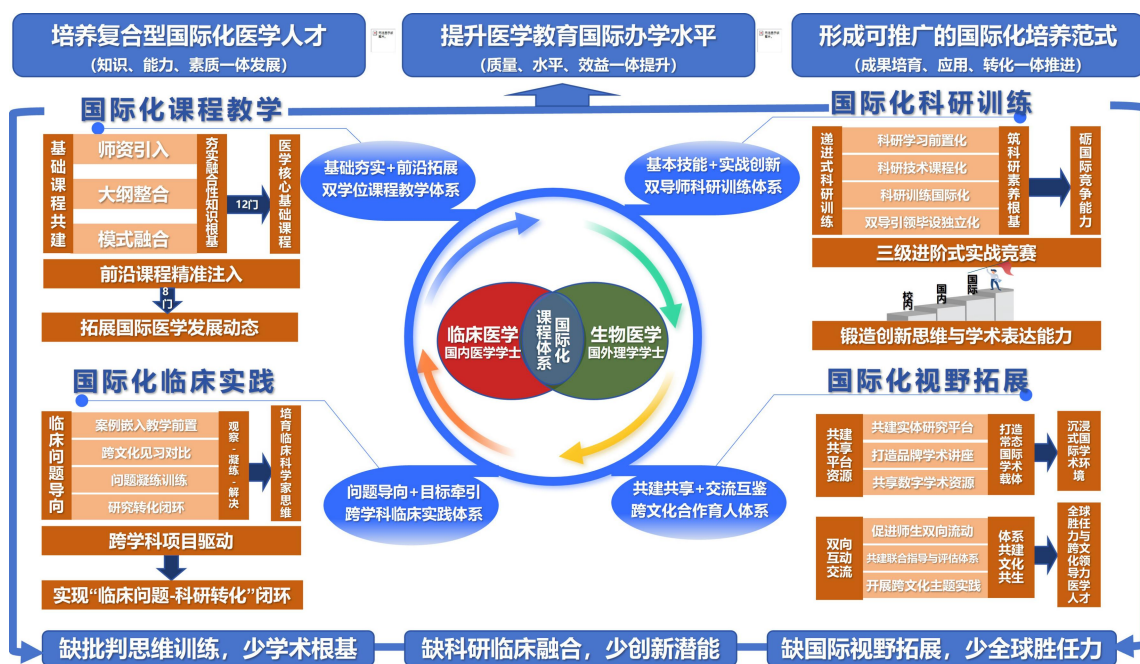 培养复合型国际化医学人才
（知识、能力、素质一体发展）
提升医学教育国际办学水平
（质量、水平、效益一体提升）
形成可推广的国际化培养范式
（成果培育、应用、转化一体推进）
国际化课程教学
基础课程共建
师资引入
大纲整合
模式融合
夯实融合性知识根基
12门
医学核心基础课程
前沿课程精准注入
8门
拓展国际医学发展动态
基础夯实+前沿拓展
双学位课程教学体系
基本技能+实战创新
双导师科研训练体系
国际化科研训练
递进式科研训练
科研学习前置化
科研技术课程化
科研训练国际化
双导引领毕设独立化
筑科研素养根基
砺国际竞争能力
三级进阶式实战竞赛
校内
国内
国际
锻造创新思维与学术表达能力
临床医学
国内医学学士
国际化
课程体系
生物医学
国外理学学士
国际化临床实践
临床问题导向
案例嵌入教学前置
跨文化见习对比
问题凝练训练
研究转化闭环
观察-凝练-解决
培育临床科学家思维
跨学科项目驱动
实现“临床问题-科研转化”闭环
问题导向+目标牵引
跨学科临床实践体系
共建共享+交流互鉴
跨文化合作育人体系
国际化视野拓展
共建共享平台资源
共建实体研究平台
打造品牌学术讲座
共享数字学术资源
打造常态国际学术载体
沉浸式国际学术环境
双向互动交流
促进师生双向流动
共建联合指导与评估体系
开展跨文化主题实践
体系共建文化共生
全球胜任力与跨文化领导力医学人才
缺批判思维训练，少学术根基
缺科研临床融合，少创新潜能
缺国际视野拓展，少全球胜任力